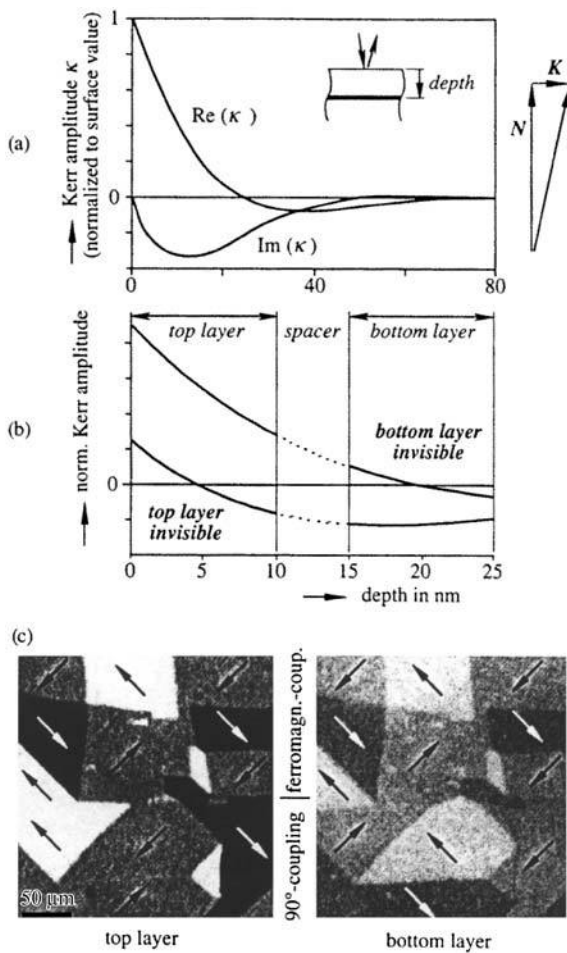 (a)
Kerr amplitude κ
(normalized to surface value)
1
0
Re (κ)
Im (κ)
depth
K
N
0
40
80
(b)
norm. Kerr amplitude
0
top layer
spacer
bottom layer
bottom layer
invisible
top layer
invisible
0
5
10
15
20
25
depth in nm
(c)
90°-coupling | ferromagn.-coup.
50 µm
top layer
bottom layer